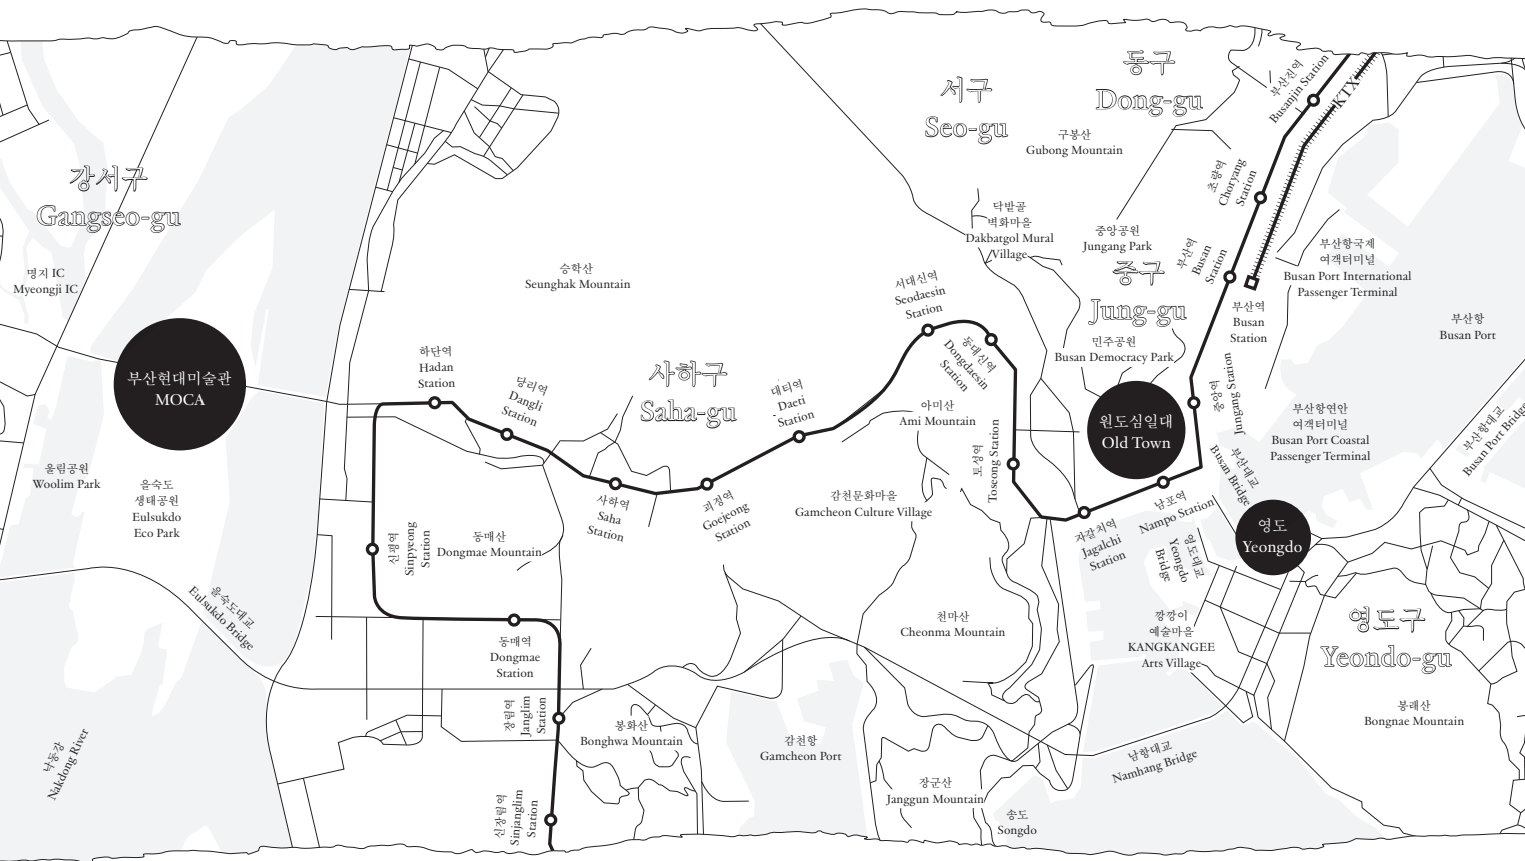 강서구
Gangseo-gu
명지 IC
Myeongji IC
부산현대미술관
MOCA
을림공원
Woolim Park
을숙도
생태공원
Eulsukdo
Eco Park
을숙도대교
Eulsukdo Bridge
낙동강
Nakdong River
승학산
Seunghak Mountain
하단역
Hadan
Station
당리역
Dangli
Station
사하구
Saha-gu
사하역
Saha
Station
괴정역
Goejeong
Station
대티역
Daeti
Station
신평역
Sinpyeong
Station
동매산
Dongmae Mountain
동매역
Dongmae
Station
장림역
Janglim
Station
신장림역
Sinjanglim
Station
봉화산
Bonghwa Mountain
감천항
Gamcheon Port
서구
Seo-gu
동구
Dong-gu
구봉산
Gubong Mountain
닥밭골
벽화마을
Dakbatgol Mural
Village
중앙공원
Jungang Park
중구
Jung-gu
민주공원
Busan Democracy Park
서대신역
Seodaesin
Station
동대신역
Dongdaesin
Station
아미산
Ami Mountain
토성역
Toseong Station
감천문화마을
Gamcheon Culture Village
원도심일대
Old Town
자갈치역
Jagalchi
Station
남포역
Nampo Station
천마산
Cheonma Mountain
장군산
Janggun Mountain
송도
Songdo
부산진역
Busanjin Station
KTX
초량역
Choryang
Station
부산역
Busan
Station
부산역
Busan
Station
중앙역
Jungang Station
부산항국제
여객터미널
Busan Port International
Passenger Terminal
부산항
Busan Port
부산항연안
여객터미널
Busan Port Coastal
Passenger Terminal
부산항대교
Busan Port Bridge
부산대교
Busan Bridge
영도대교
Yeongdo
Bridge
영도
Yeongdo
깡깡이
예술마을
KANGKANGEE
Arts Village
영도구
Yeondo-gu
봉래산
Bongnae Mountain
남항대교
Namhang Bridge